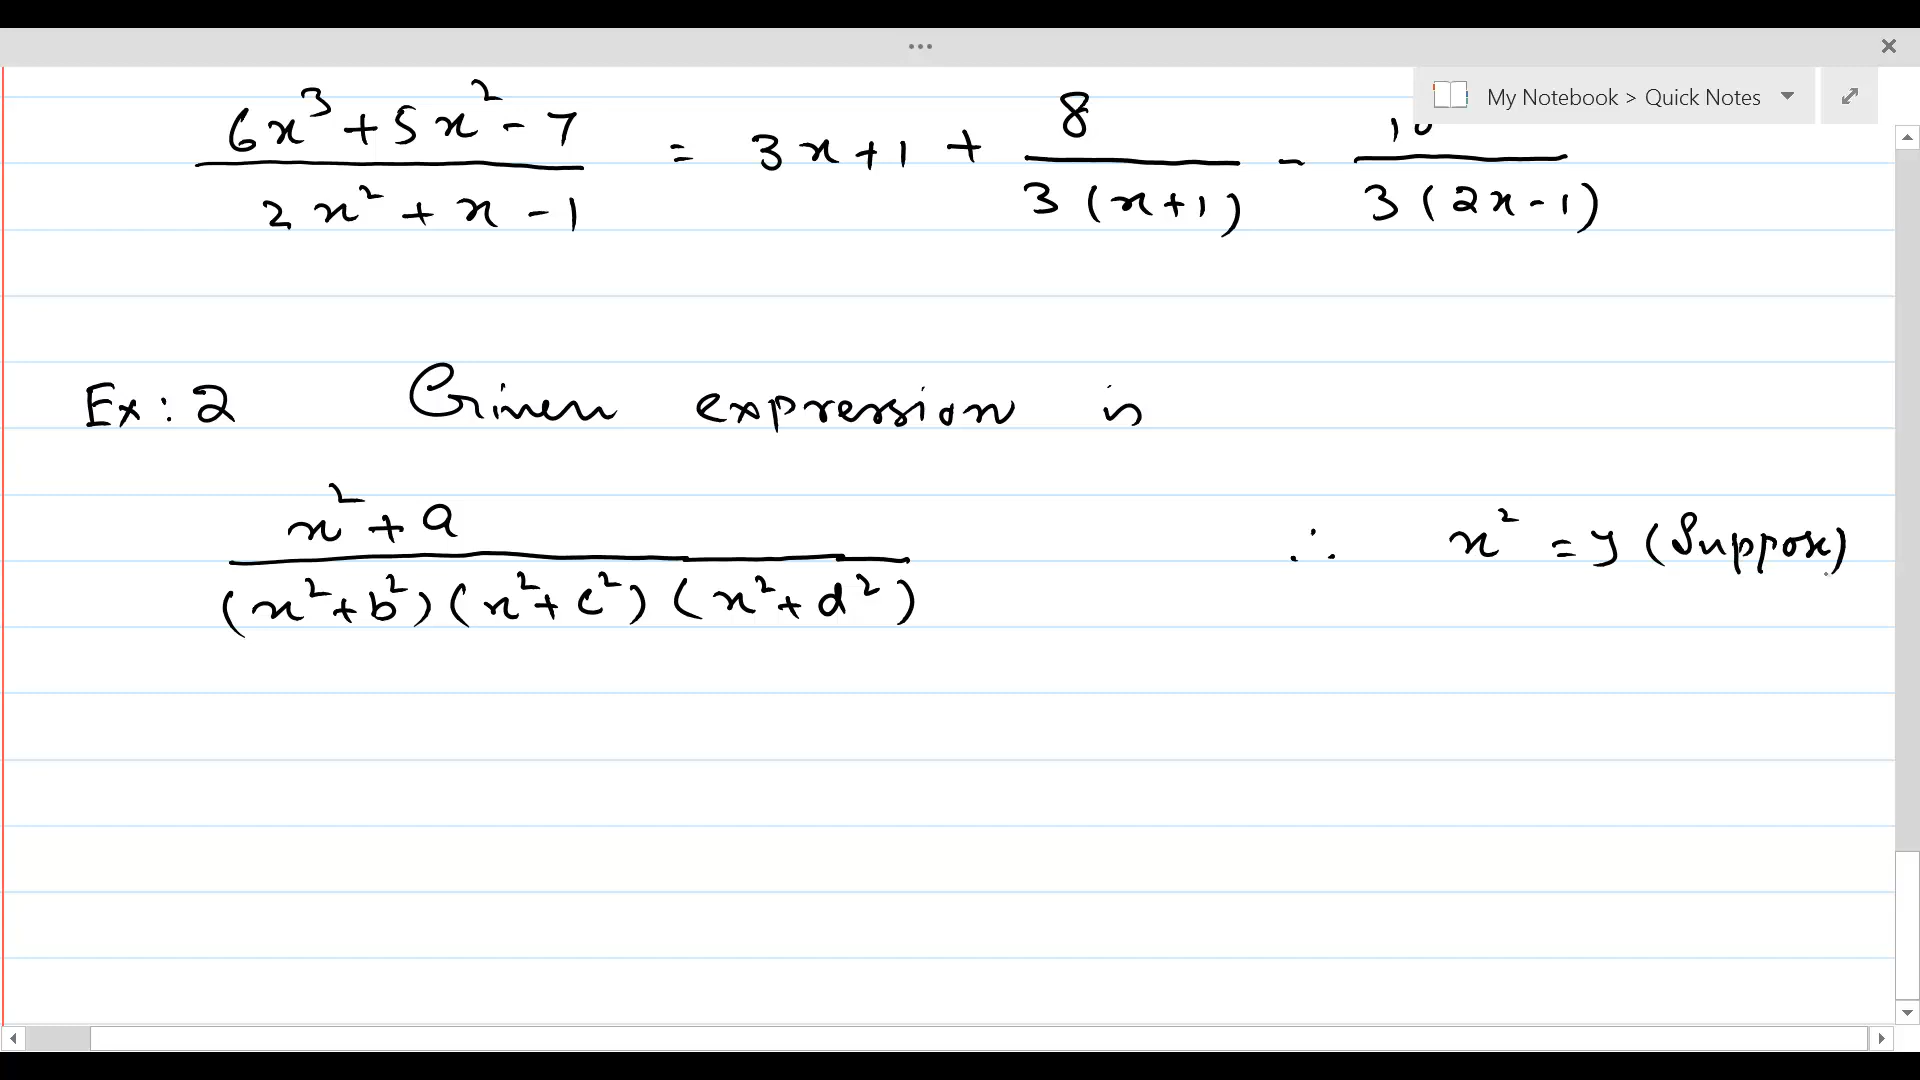 My Notebook > Quick Notes
6x³ + 5x² - 7 / 2x² + x - 1 = 3x + 1 + 8 / 3(x+1) - / 3(2x-1)
Ex: 2 Given expression is
x² + a / (x² + b²)(x² + c²)(x² + d²) ∴ x² = y (Suppose)